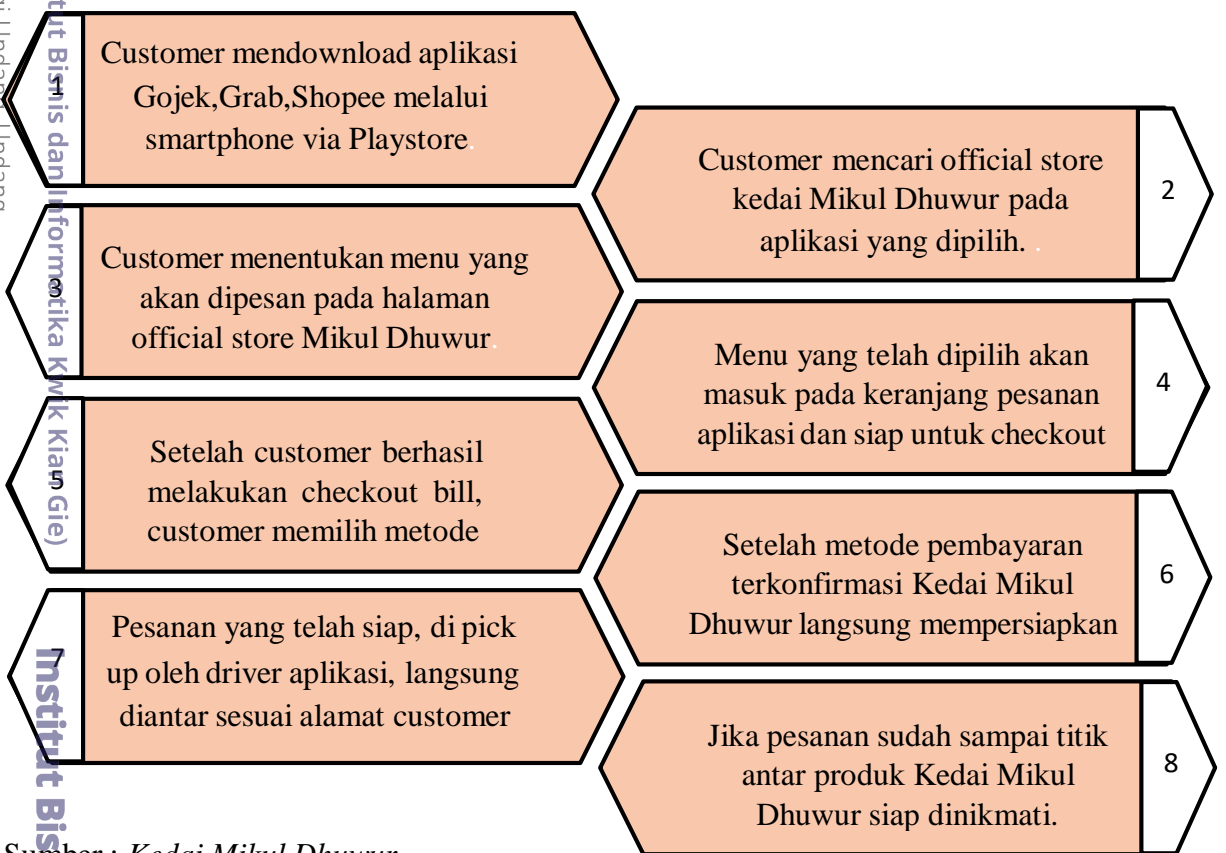 1
Customer mendownload aplikasi
Gojek,Grab,Shopee melalui
smartphone via Playstore.
Customer mencari official store
kedai Mikul Dhuwur pada
aplikasi yang dipilih. .
2
3
Customer menentukan menu yang
akan dipesan pada halaman
official store Mikul Dhuwur.
Menu yang telah dipilih akan
masuk pada keranjang pesanan
aplikasi dan siap untuk checkout
4
5
Setelah customer berhasil
melakukan checkout bill,
customer memilih metode
Setelah metode pembayaran
terkonfirmasi Kedai Mikul
Dhuwur langsung mempersiapkan
6
7
Pesanan yang telah siap, di pick
up oleh driver aplikasi, langsung
diantar sesuai alamat customer
Jika pesanan sudah sampai titik
antar produk Kedai Mikul
Dhuwur siap dinikmati.
8
Sumber : Kedai Mikul Dhuwur
tut Bisnis dan Informatika Kwik Kian Gie)
Institut Bis